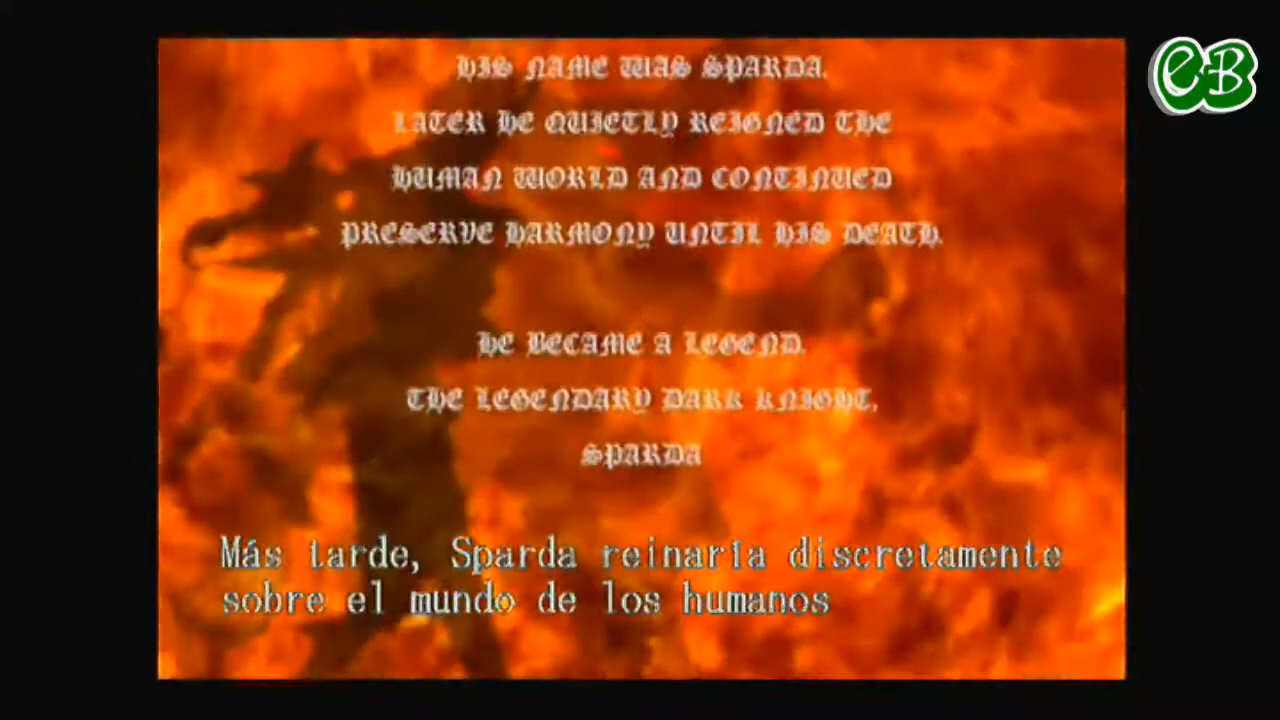 HIS NAME WAS SPARDA.
LATER HE QUIETLY REIGNED THE
HUMAN WORLD AND CONTINUED
PRESERVE HARMONY UNTIL HIS DEATH.
HE BECAME A LEGEND.
THE LEGENDARY DARK KNIGHT,
SPARDA
Más tarde, Sparda reinaría discretamente
sobre el mundo de los humanos
eB